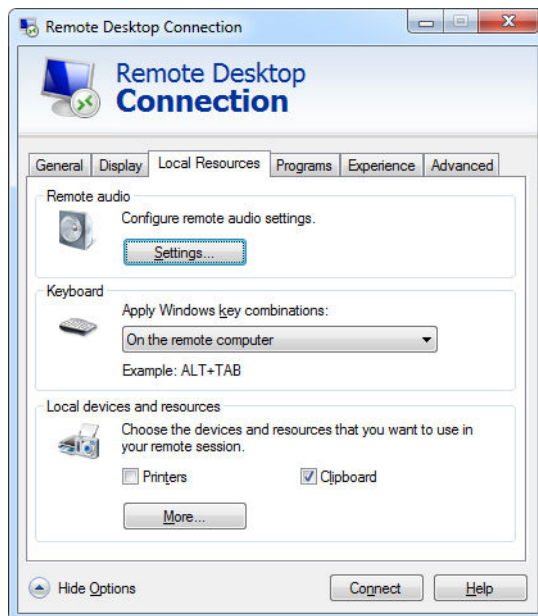 Remote Desktop Connection
Remote Desktop
Connection
General Display Local Resources Programs Experience Advanced
Remote audio
Configure remote audio settings.
Settings...
Keyboard
Apply Windows key combinations:
On the remote computer
Example: ALT+TAB
Local devices and resources
Choose the devices and resources that you want to use in
your remote session.
Printers Clipboard
More...
Hide Options Connect Help